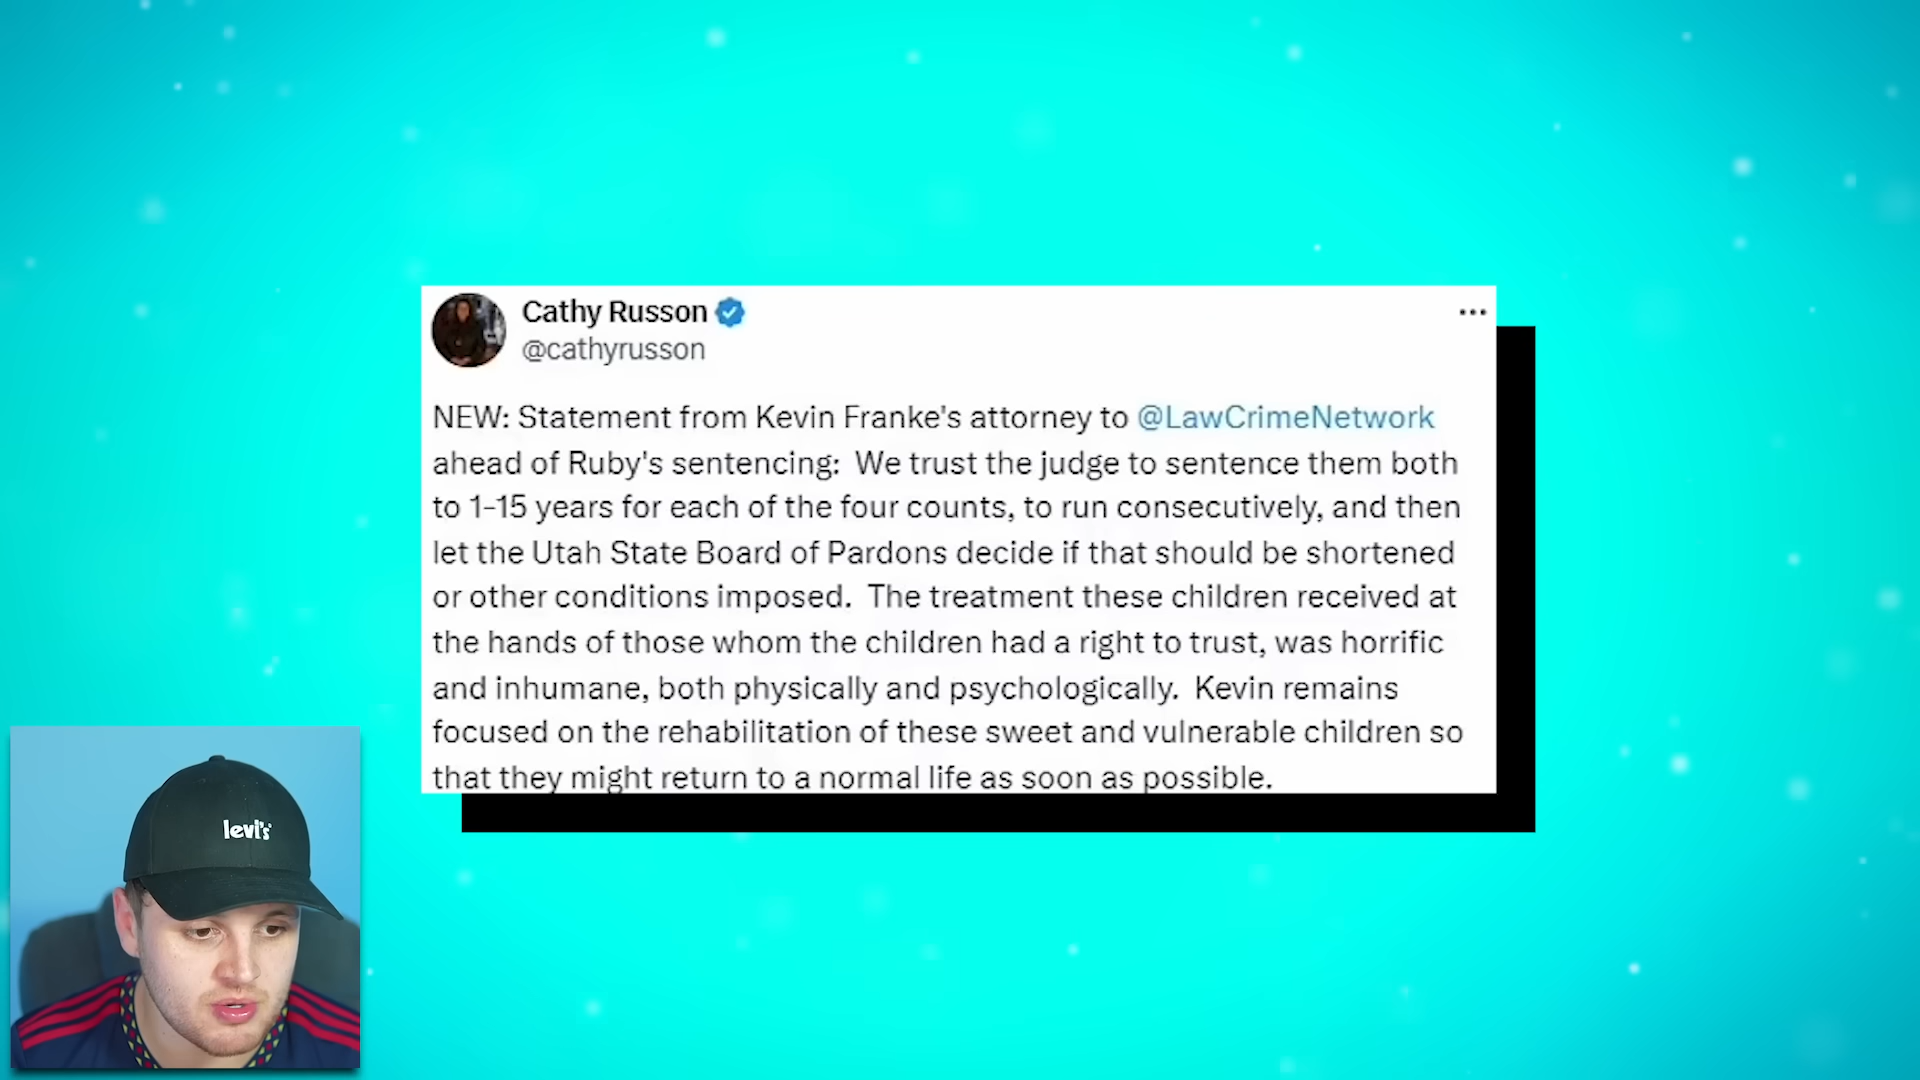 Cathy Russon
@cathyrusson
NEW: Statement from Kevin Franke's attorney to @LawCrimeNetwork
ahead of Ruby's sentencing:  We trust the judge to sentence them both
to 1-15 years for each of the four counts, to run consecutively, and then
let the Utah State Board of Pardons decide if that should be shortened
or other conditions imposed.  The treatment these children received at
the hands of those whom the children had a right to trust, was horrific
and inhumane, both physically and psychologically.  Kevin remains
focused on the rehabilitation of these sweet and vulnerable children so
that they might return to a normal life as soon as possible.
levi's